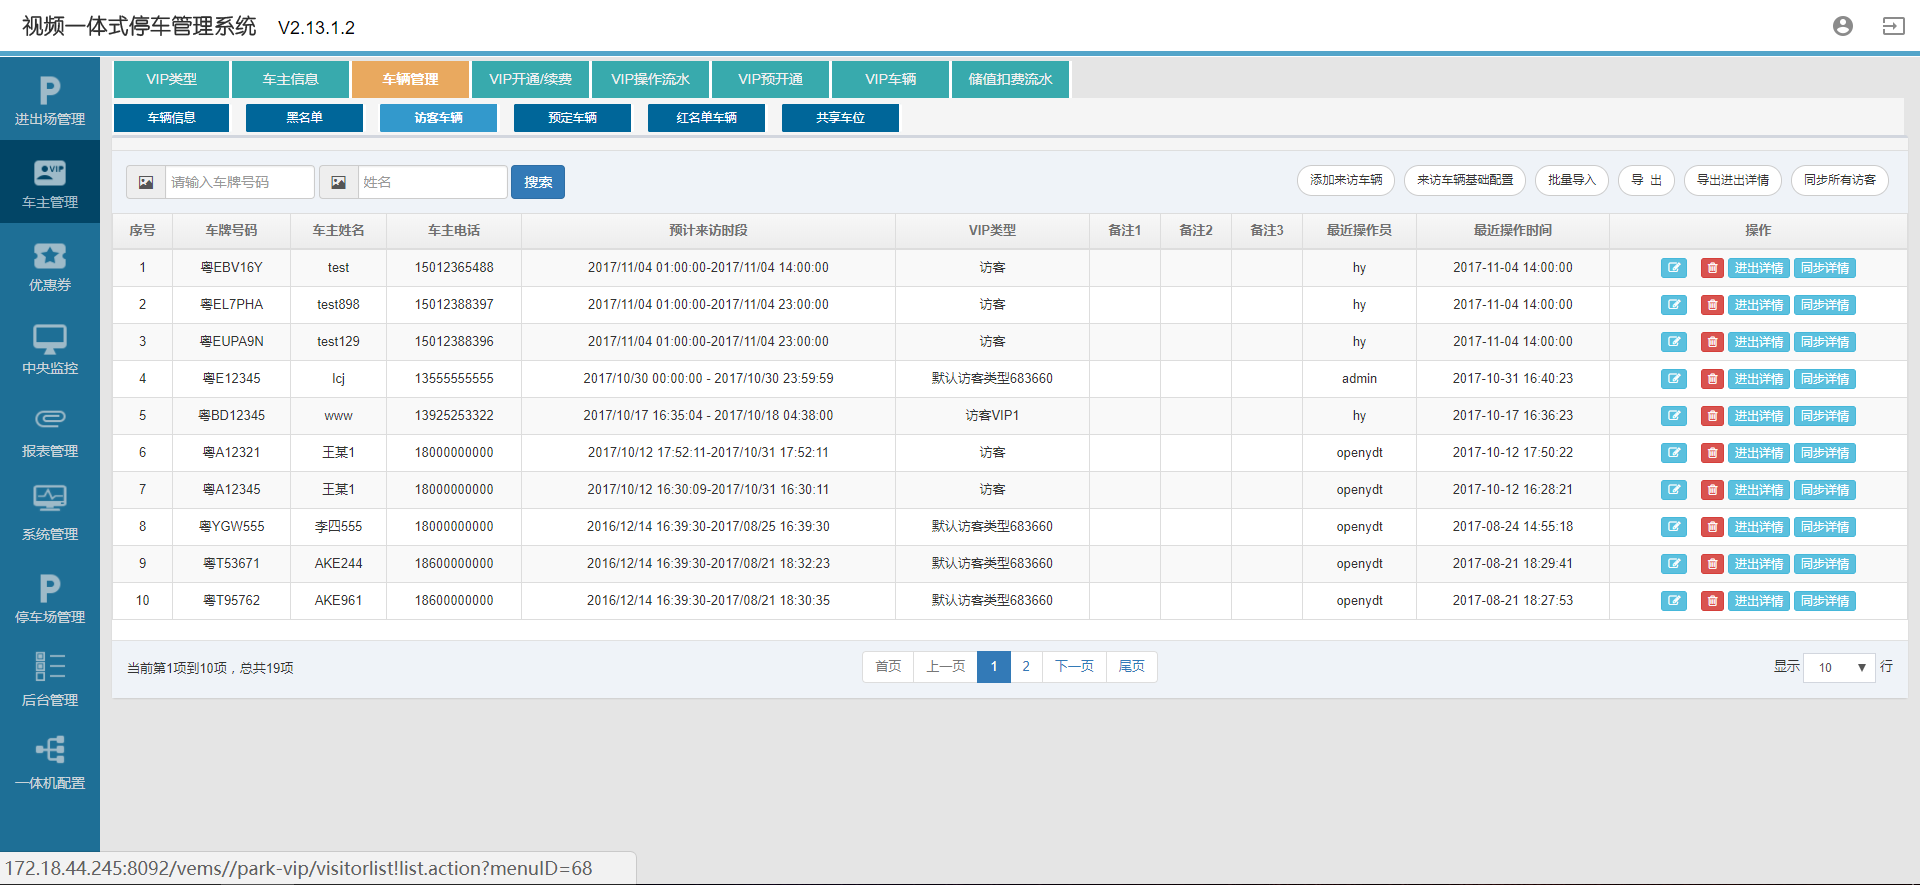 视频一体式停车管理系统 V2.13.1.2
进出场管理
车主管理
优惠券
中央监控
报表管理
系统管理
停车场管理
后台管理
一体机配置
VIP类型 车主信息 车辆管理 VIP开通/续费 VIP操作流水 VIP预开通 VIP车辆 储值扣费流水
车辆信息 黑名单 访客车辆 预定车辆 红名单车辆 共享车位
请输入车牌号码 姓名 搜索 添加来访车辆 来访车辆基础配置 批量导入 导 出 导出进出详情 同步所有访客
序号 车牌号码 车主姓名 车主电话 预计来访时段 VIP类型 备注1 备注2 备注3 最近操作员 最近操作时间 操作
1 粤EBV16Y test 15012365488 2017/11/04 01:00:00-2017/11/04 14:00:00 访客 hy 2017-11-04 14:00:00 进出详情 同步详情
2 粤EL7PHA test898 15012388397 2017/11/04 01:00:00-2017/11/04 23:00:00 访客 hy 2017-11-04 14:00:00 进出详情 同步详情
3 粤EUPA9N test129 15012388396 2017/11/04 01:00:00-2017/11/04 23:00:00 访客 hy 2017-11-04 14:00:00 进出详情 同步详情
4 粤E12345 lcj 13555555555 2017/10/30 00:00:00 - 2017/10/30 23:59:59 默认访客类型683660 admin 2017-10-31 16:40:23 进出详情 同步详情
5 粤BD12345 www 13925253322 2017/10/17 16:35:04 - 2017/10/18 04:38:00 访客VIP1 hy 2017-10-17 16:36:23 进出详情 同步详情
6 粤A12321 王某1 18000000000 2017/10/12 17:52:11-2017/10/31 17:52:11 访客 openydt 2017-10-12 17:50:22 进出详情 同步详情
7 粤A12345 王某1 18000000000 2017/10/12 16:30:09-2017/10/31 16:30:11 访客 openydt 2017-10-12 16:28:21 进出详情 同步详情
8 粤YGW555 李四555 18000000000 2016/12/14 16:39:30-2017/08/25 16:39:30 默认访客类型683660 openydt 2017-08-24 14:55:18 进出详情 同步详情
9 粤T53671 AKE244 18600000000 2016/12/14 16:39:30-2017/08/21 18:32:23 默认访客类型683660 openydt 2017-08-21 18:29:41 进出详情 同步详情
10 粤T95762 AKE961 18600000000 2016/12/14 16:39:30-2017/08/21 18:30:35 默认访客类型683660 openydt 2017-08-21 18:27:53 进出详情 同步详情
当前第1项到10项，总共19项 首页 上一页 1 2 下一页 尾页 显示 10 行
172.18.44.245:8092/vems//park-vip/visitorlist!list.action?menuID=68